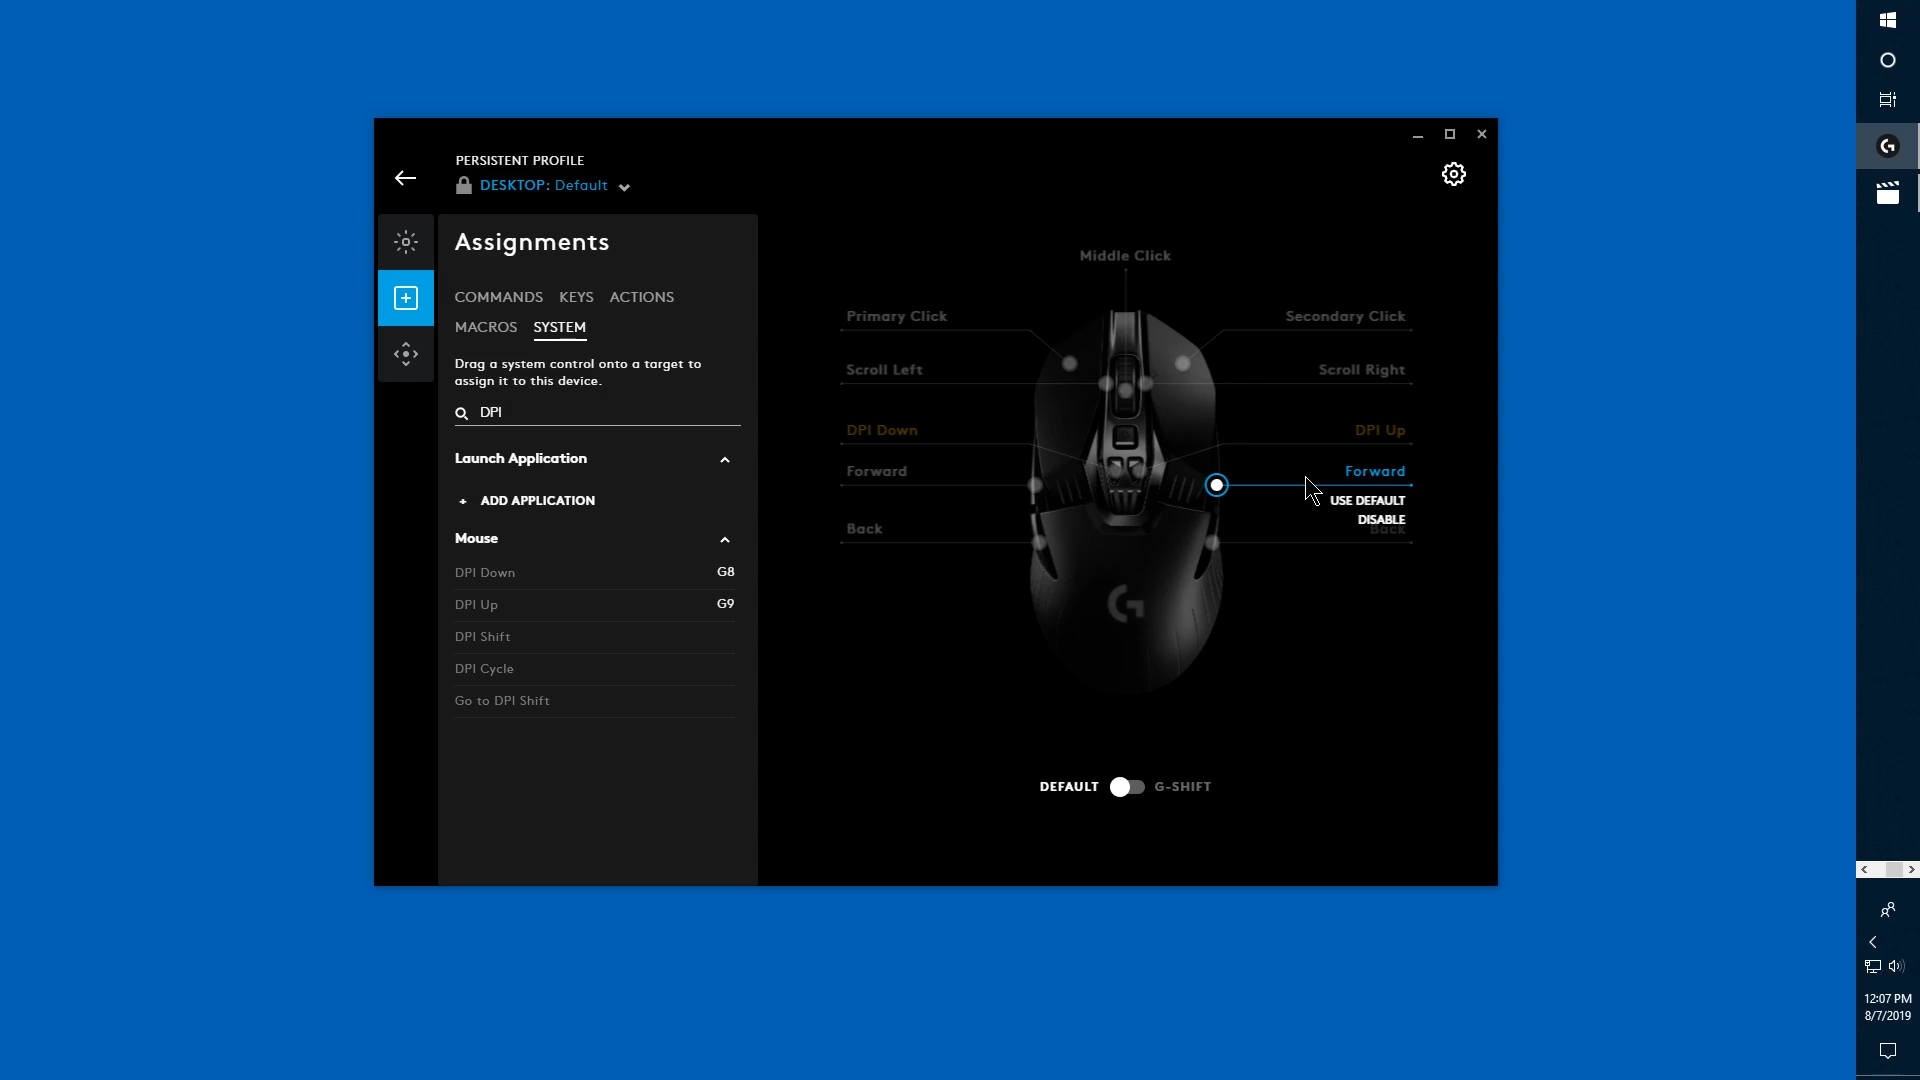 PERSISTENT PROFILE
DESKTOP: Default
Assignments
COMMANDS KEYS ACTIONS
MACROS SYSTEM
Drag a system control onto a target to
assign it to this device.
DPI
Launch Application
+ ADD APPLICATION
Mouse
DPI Down G8
DPI Up G9
DPI Shift
DPI Cycle
Go to DPI Shift
Middle Click
Primary Click Secondary Click
Scroll Left Scroll Right
DPI Down DPI Up
Forward Forward
USE DEFAULT
DISABLE
Back Back
DEFAULT G-SHIFT
12:07 PM
8/7/2019